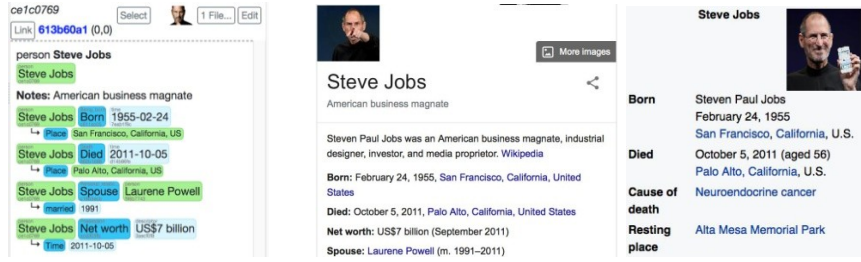 ce1c0769
Select
1 File...
Edit
Link 613b60a1 (0,0)
person Steve Jobs
Steve Jobs
Notes: American business magnate
Steve Jobs Born 1955-02-24
↳ Place San Francisco, California, US
Steve Jobs Died 2011-10-05
↳ Place Palo Alto, California, US
Steve Jobs Spouse Laurene Powell
↳ married 1991
Steve Jobs Net worth US$7 billion
↳ Time 2011-10-05
More images
Steve Jobs
American business magnate
Steven Paul Jobs was an American business magnate, industrial
designer, investor, and media proprietor. Wikipedia
Born: February 24, 1955, San Francisco, California, United
States
Died: October 5, 2011, Palo Alto, California, United States
Net worth: US$7 billion (September 2011)
Spouse: Laurene Powell (m. 1991–2011)
Steve Jobs
Born Steven Paul Jobs
February 24, 1955
San Francisco, California, U.S.
Died October 5, 2011 (aged 56)
Palo Alto, California, U.S.
Cause of Neuroendocrine cancer
death
Resting Alta Mesa Memorial Park
place